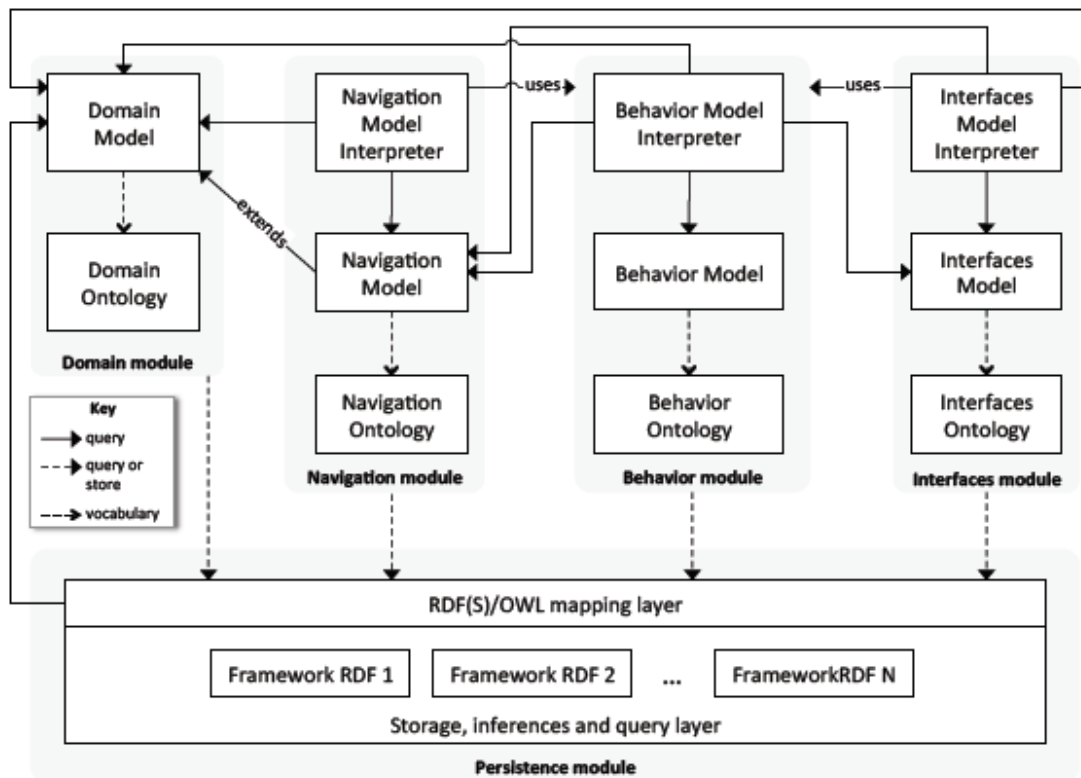 Domain
Model
Navigation
Model
Interpreter
uses
Behavior Model
Interpreter
uses
Interfaces
Model
Interpreter
extends
Domain
Ontology
Navigation
Model
Behavior Model
Interfaces
Model
Domain module
Navigation
Ontology
Behavior
Ontology
Interfaces
Ontology
Navigation module
Behavior module
Interfaces module
Key
query
query or
store
vocabulary
RDF(S)/OWL mapping layer
Framework RDF 1
Framework RDF 2
...
FrameworkRDF N
Storage, inferences and query layer
Persistence module